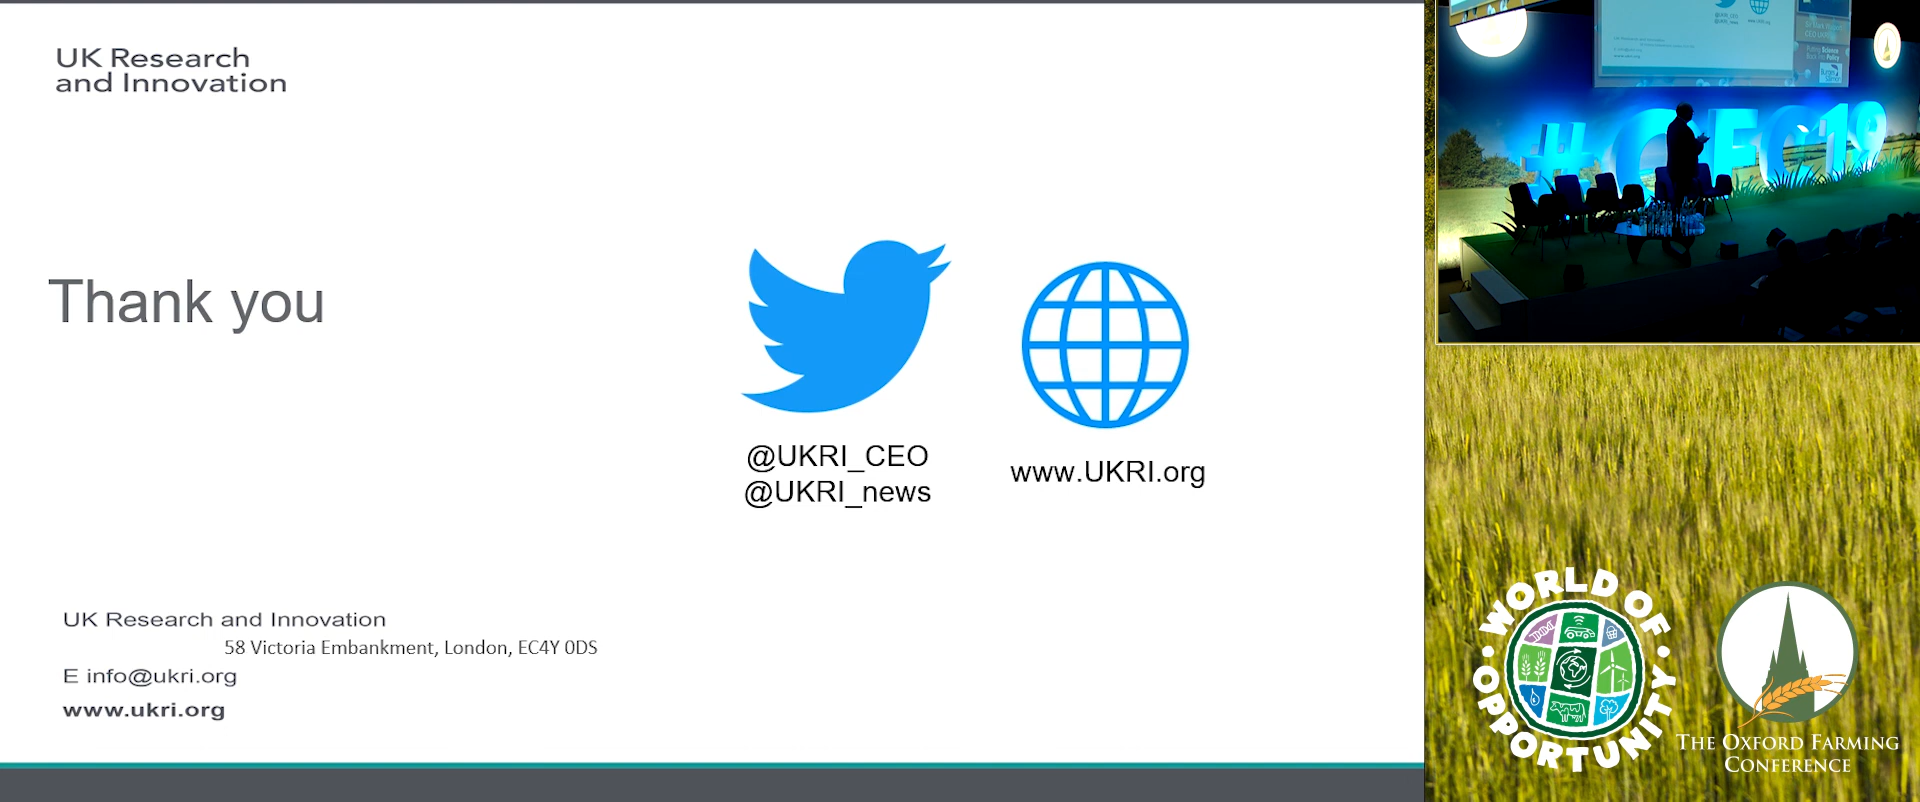 UK Research
and Innovation
Thank you
@UKRI_CEO
@UKRI_news
www.UKRI.org
UK Research and Innovation
58 Victoria Embankment, London, EC4Y 0DS
E info@ukri.org
www.ukri.org
#OFC19
WORLD OF
OPPORTUNITY
THE OXFORD FARMING
CONFERENCE